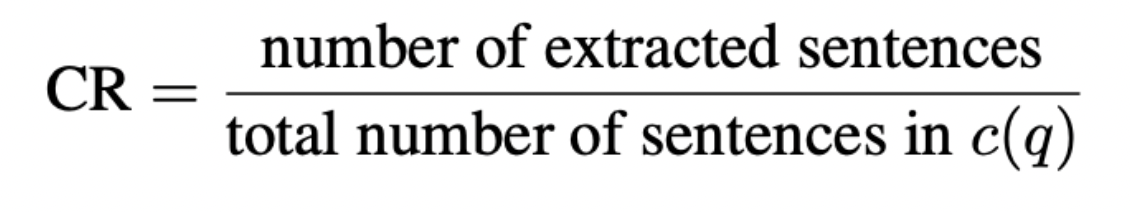 CR = number of extracted sentences / total number of sentences in c(q)